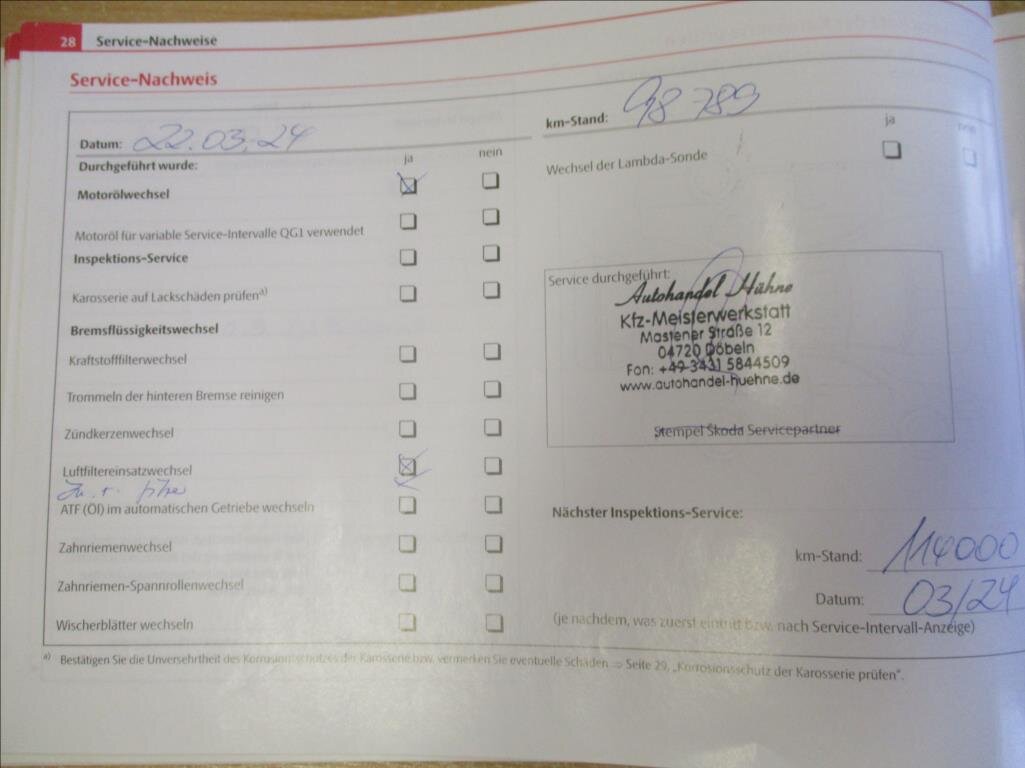 28 Service-Nachweise
Service-Nachweis
Datum: 22.03.24
km-Stand: 98 789
Durchgeführt wurde: ja nein
ja nein
Motorölwechsel
Wechsel der Lambda-Sonde
Motoröl für variable Service-Intervalle QG1 verwendet
Inspektions-Service
Karosserie auf Lackschäden prüfen a)
Bremsflüssigkeitswechsel
Kraftstofffilterwechsel
Trommeln der hinteren Bremse reinigen
Zündkerzenwechsel
Luftfiltereinsatzwechsel
ATF (Öl) im automatischen Getriebe wechseln
Zahnriemenwechsel
Zahnriemen-Spannrollenwechsel
Wischerblätter wechseln
Service durchgeführt:
Autohandel Hühne
Kfz-Meisterwerkstatt
Mastener Straße 12
04720 Döbeln
Fon: +49-3431 5844509
www.autohandel-huehne.de
Stempel Škoda Servicepartner
Nächster Inspektions-Service:
km-Stand: 114000
Datum: 03/24
(je nachdem, was zuerst eintritt bzw. nach Service-Intervall-Anzeige)
a) Bestätigen Sie die Unversehrtheit des Korrosionsschutzes der Karosserie bzw. vermerken Sie eventuelle Schäden ⇒ Seite 29, „Korrosionsschutz der Karosserie prüfen“.